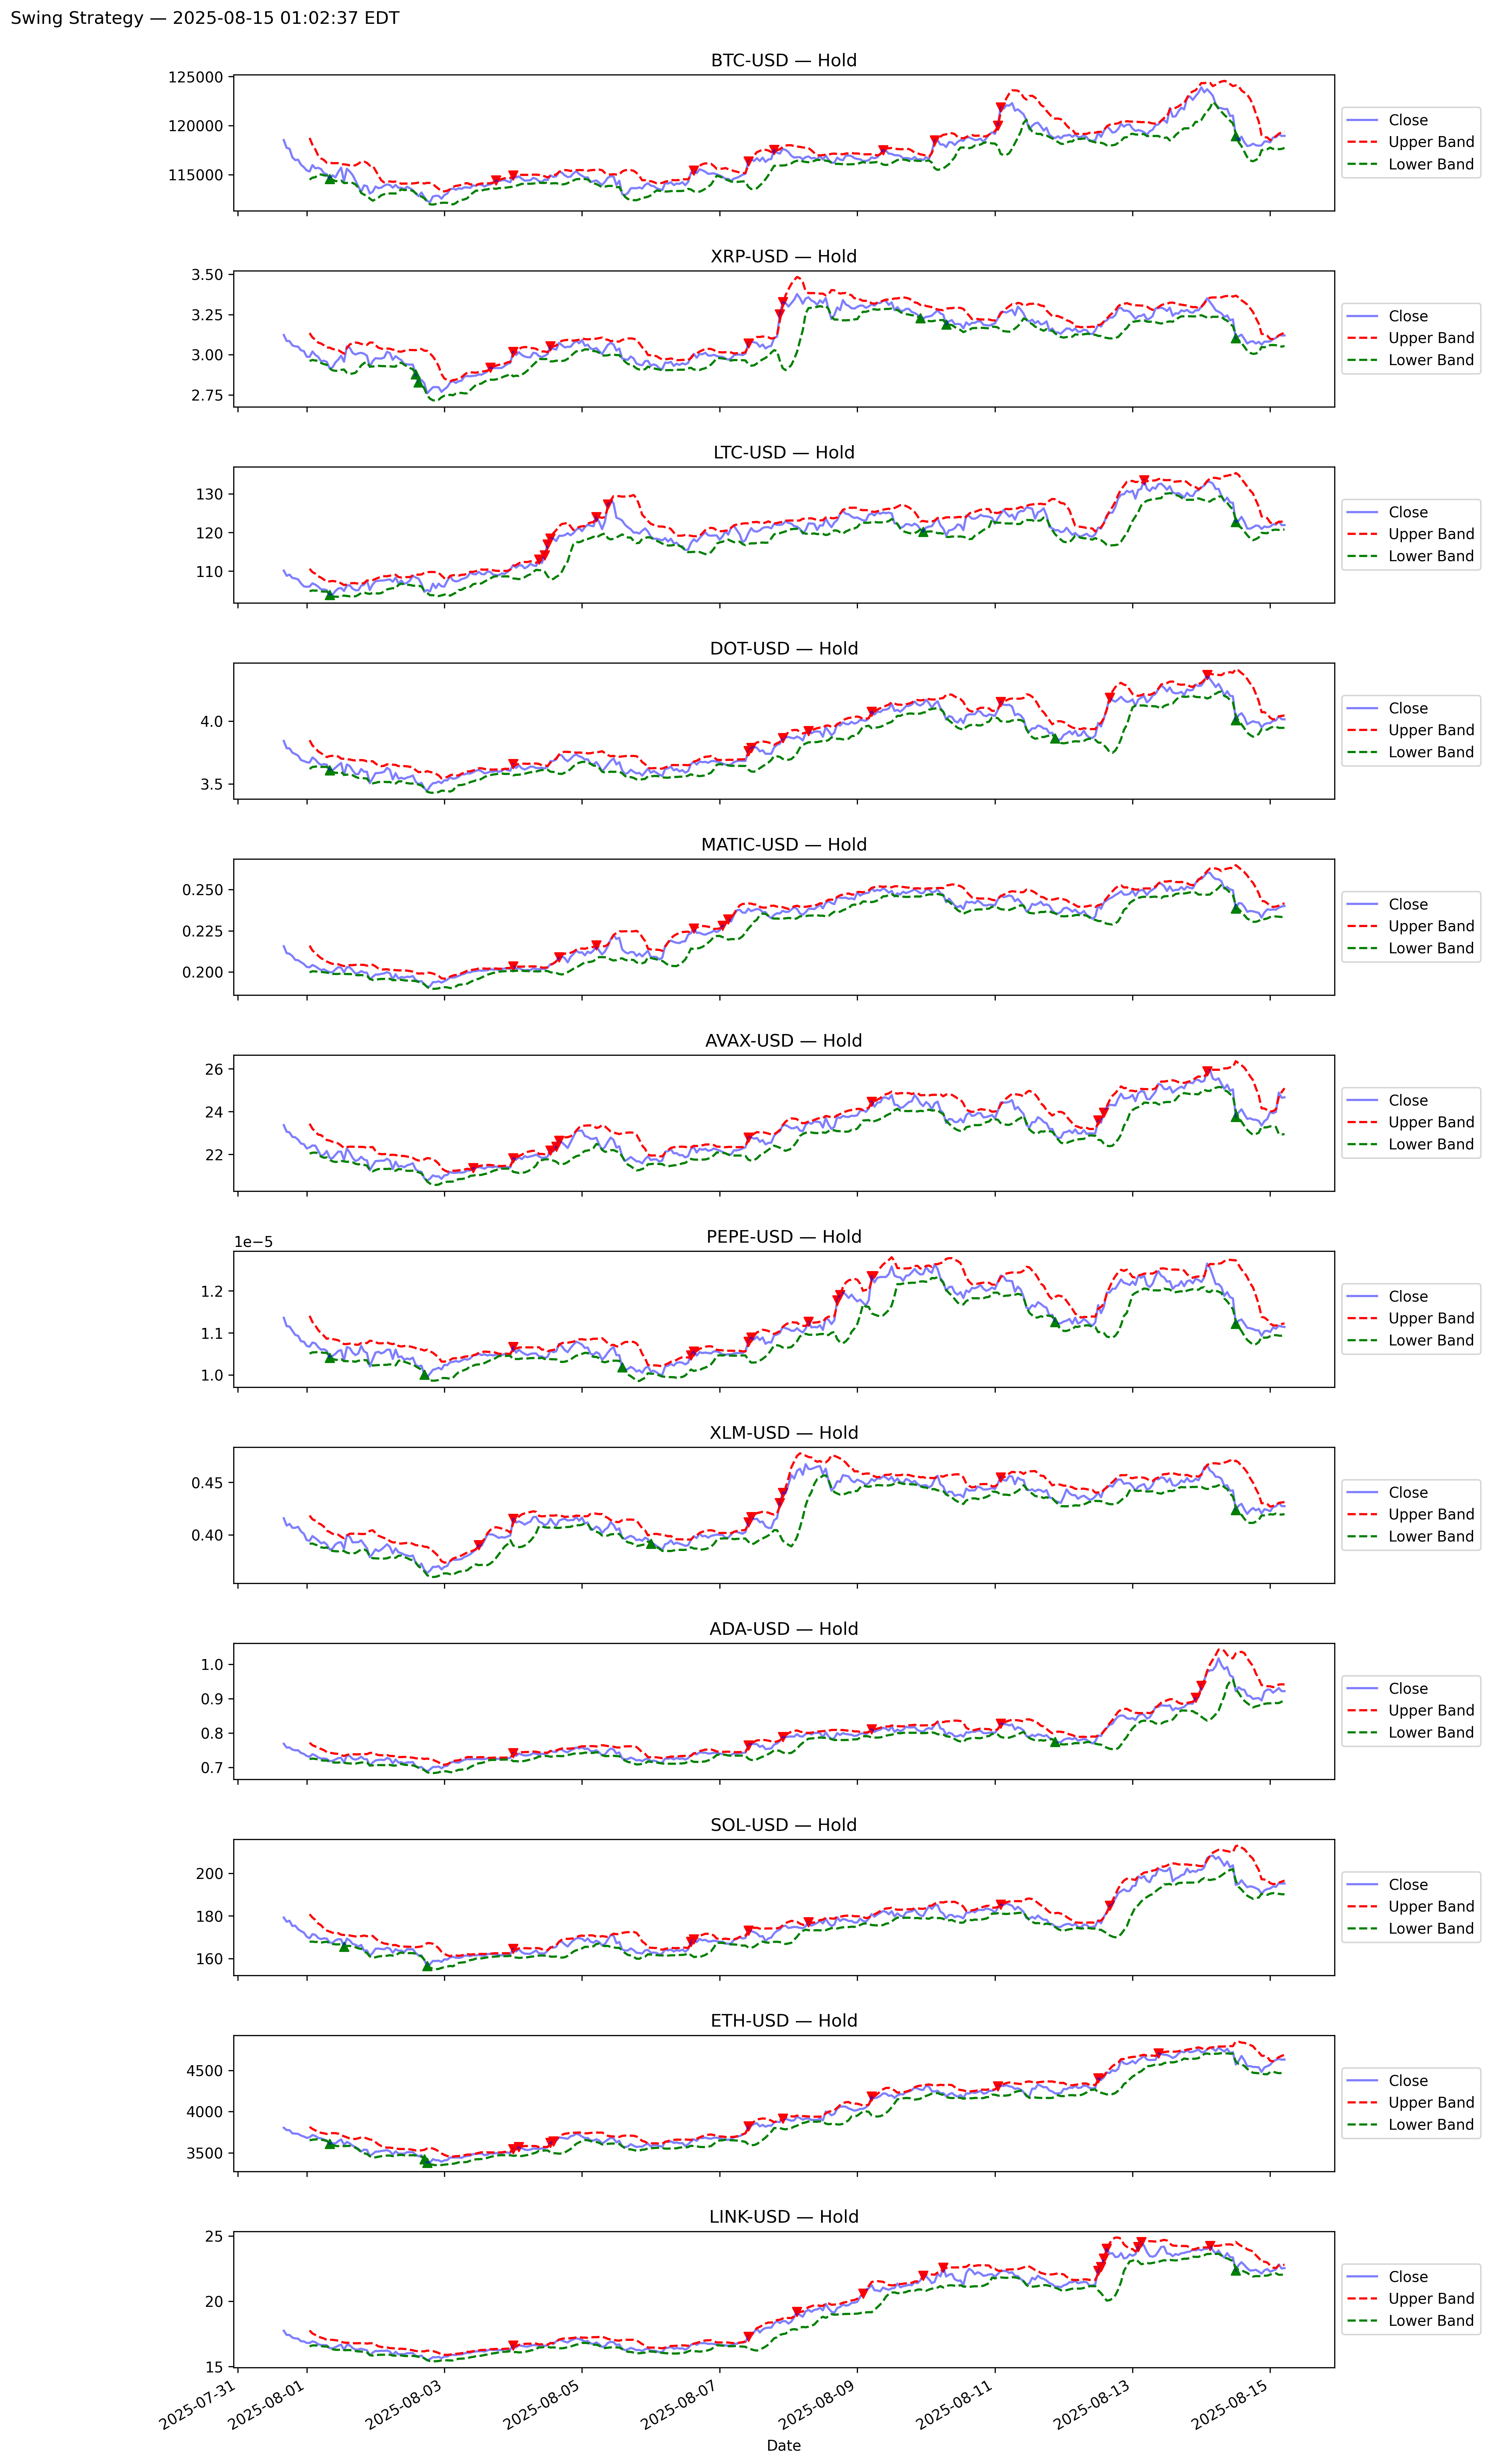 Swing Strategy — 2025-08-15 01:02:37 EDT
BTC-USD — Hold
125000
120000
115000
Close
Upper Band
Lower Band
XRP-USD — Hold
3.50
3.25
3.00
2.75
Close
Upper Band
Lower Band
LTC-USD — Hold
130
120
110
Close
Upper Band
Lower Band
DOT-USD — Hold
4.0
3.5
Close
Upper Band
Lower Band
MATIC-USD — Hold
0.250
0.225
0.200
Close
Upper Band
Lower Band
AVAX-USD — Hold
26
24
22
Close
Upper Band
Lower Band
PEPE-USD — Hold
1e−5
1.2
1.1
1.0
Close
Upper Band
Lower Band
XLM-USD — Hold
0.45
0.40
Close
Upper Band
Lower Band
ADA-USD — Hold
1.0
0.9
0.8
0.7
Close
Upper Band
Lower Band
SOL-USD — Hold
200
180
160
Close
Upper Band
Lower Band
ETH-USD — Hold
4500
4000
3500
Close
Upper Band
Lower Band
LINK-USD — Hold
25
20
15
Close
Upper Band
Lower Band
2025-07-31
2025-08-01
2025-08-03
2025-08-05
2025-08-07
2025-08-09
2025-08-11
2025-08-13
2025-08-15
Date